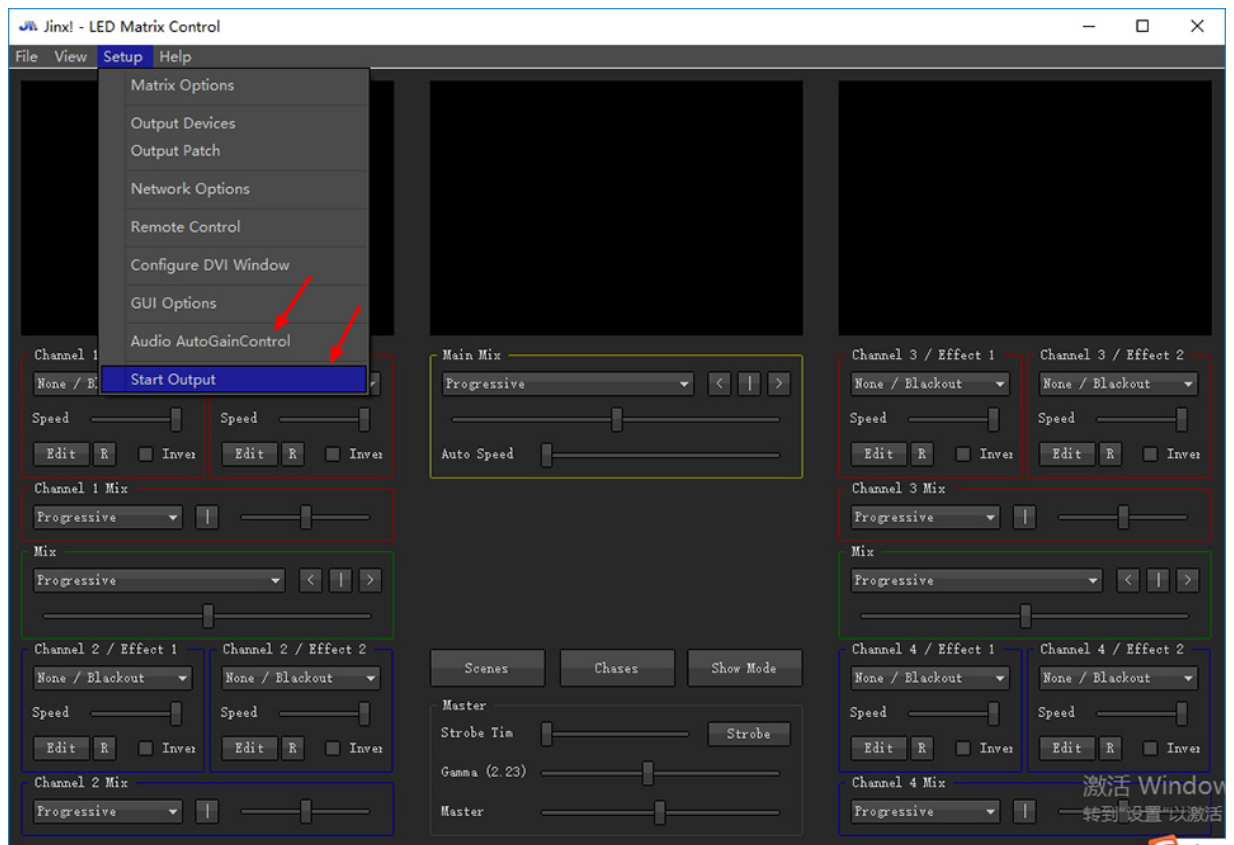 Jinx! - LED Matrix Control
File View Setup Help
Matrix Options
Output Devices
Output Patch
Network Options
Remote Control
Configure DVI Window
GUI Options
Audio AutoGainControl
Start Output
Channel 1
None / B
Speed Speed
Edit R Inver Edit R Inver
Channel 1 Mix
Progressive |
Mix
Progressive < | >
Channel 2 / Effect 1 Channel 2 / Effect 2
None / Blackout None / Blackout
Speed Speed
Edit R Inver Edit R Inver
Channel 2 Mix
Progressive |
Main Mix
Progressive < | >
Auto Speed
Scenes Chases Show Mode
Master
Strobe Tim Strobe
Gamma (2.23)
Master
Channel 3 / Effect 1 Channel 3 / Effect 2
None / Blackout None / Blackout
Speed Speed
Edit R Inver Edit R Inver
Channel 3 Mix
Progressive |
Mix
Progressive < | >
Channel 4 / Effect 1 Channel 4 / Effect 2
None / Blackout None / Blackout
Speed Speed
Edit R Inver Edit R Inver
Channel 4 Mix
Progressive |
激活 Window
转到"设置"以激活